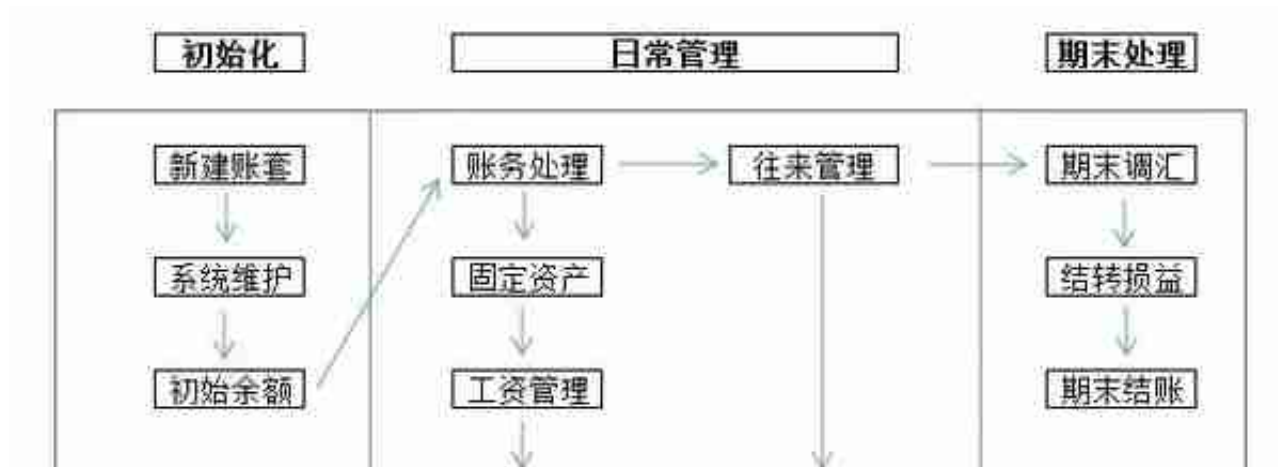 初始化
日常管理
期末处理
新建账套
账务处理
往来管理
期末调汇
系统维护
固定资产
结转损益
初始余额
工资管理
期末结账